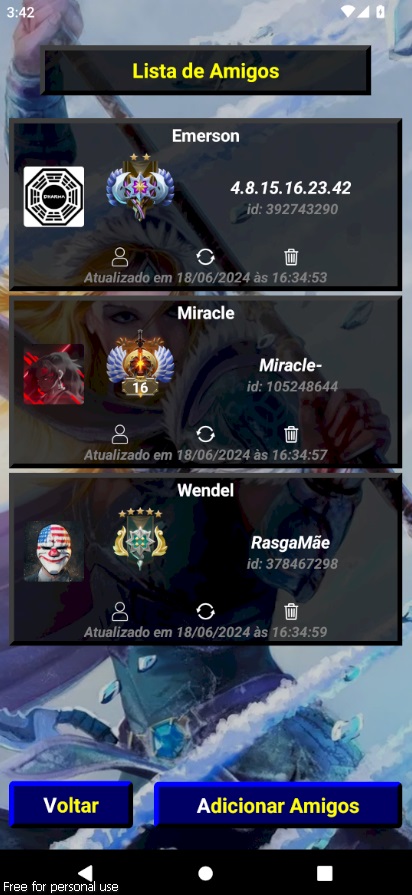 3:42
Lista de Amigos
Emerson
DHARMA
4.8.15.16.23.42
id: 392743290
Atualizado em 18/06/2024 às 16:34:53
Miracle
16
Miracle-
id: 105248644
Atualizado em 18/06/2024 às 16:34:57
Wendel
RasgaMãe
id: 378467298
Atualizado em 18/06/2024 às 16:34:59
Voltar
Adicionar Amigos
Free for personal use